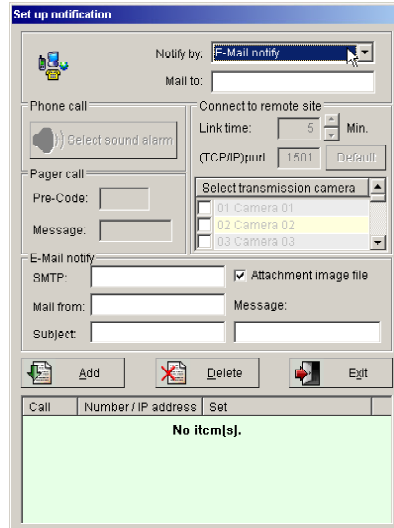 Set up notification
Notify by: E-Mail notify
Mail to:
Phone call
Select sound alarm
Connect to remote site
Link time: 5 Min.
(TCP/IP)port 1501 Default
Pager call
Pre-Code:
Message:
Select transmission camera
01 Camera 01
02 Camera 02
03 Camera 03
E-Mail notify
SMTP:
Attachment image file
Mail from:
Message:
Subject:
Add Delete Exit
Call Number / IP address Set
No item[s].